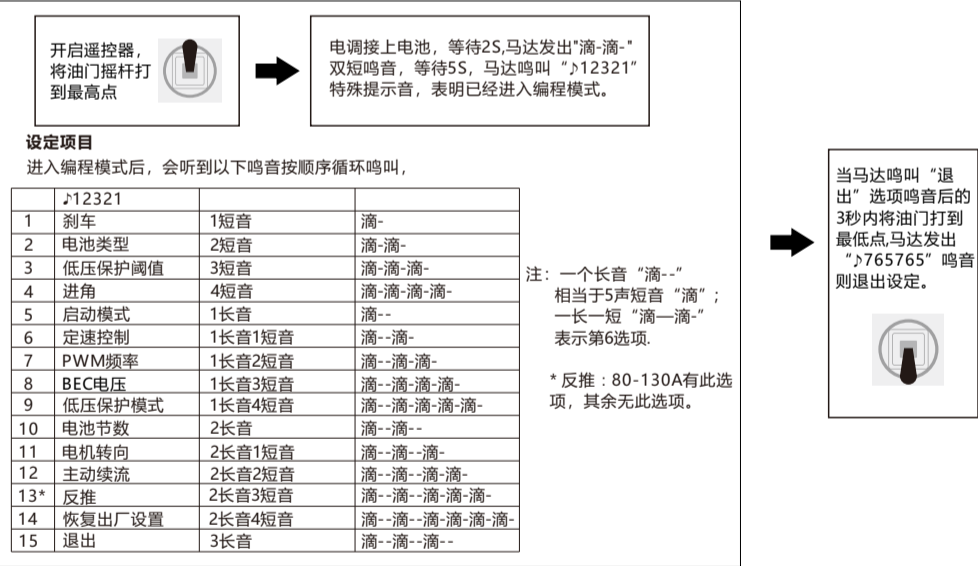 开启遥控器，
将油门摇杆打
到最高点
电调接上电池，等待2S,马达发出"滴-滴-"
双短鸣音，等待5S，马达鸣叫“♪12321”
特殊提示音，表明已经进入编程模式。
设定项目
进入编程模式后，会听到以下鸣音按顺序循环鸣叫，
♪12321
1 刹车 1短音 滴-
2 电池类型 2短音 滴-滴-
3 低压保护阈值 3短音 滴-滴-滴-
4 进角 4短音 滴-滴-滴-滴-
5 启动模式 1长音 滴--
6 定速控制 1长音1短音 滴--滴-
7 PWM频率 1长音2短音 滴--滴-滴-
8 BEC电压 1长音3短音 滴--滴-滴-滴-
9 低压保护模式 1长音4短音 滴--滴-滴-滴-滴-
10 电池节数 2长音 滴--滴--
11 电机转向 2长音1短音 滴--滴--滴-
12 主动续流 2长音2短音 滴--滴--滴-滴-
13* 反推 2长音3短音 滴--滴--滴-滴-滴-
14 恢复出厂设置 2长音4短音 滴--滴--滴-滴-滴-滴-
15 退出 3长音 滴--滴--滴--
注：一个长音“滴--”
相当于5声短音“滴”；
一长一短“滴—滴-”
表示第6选项.
* 反推：80-130A有此选
项，其余无此选项。
当马达鸣叫“退
出”选项鸣音后的
3秒内将油门打到
最低点,马达发出
“♪765765”鸣音
则退出设定。